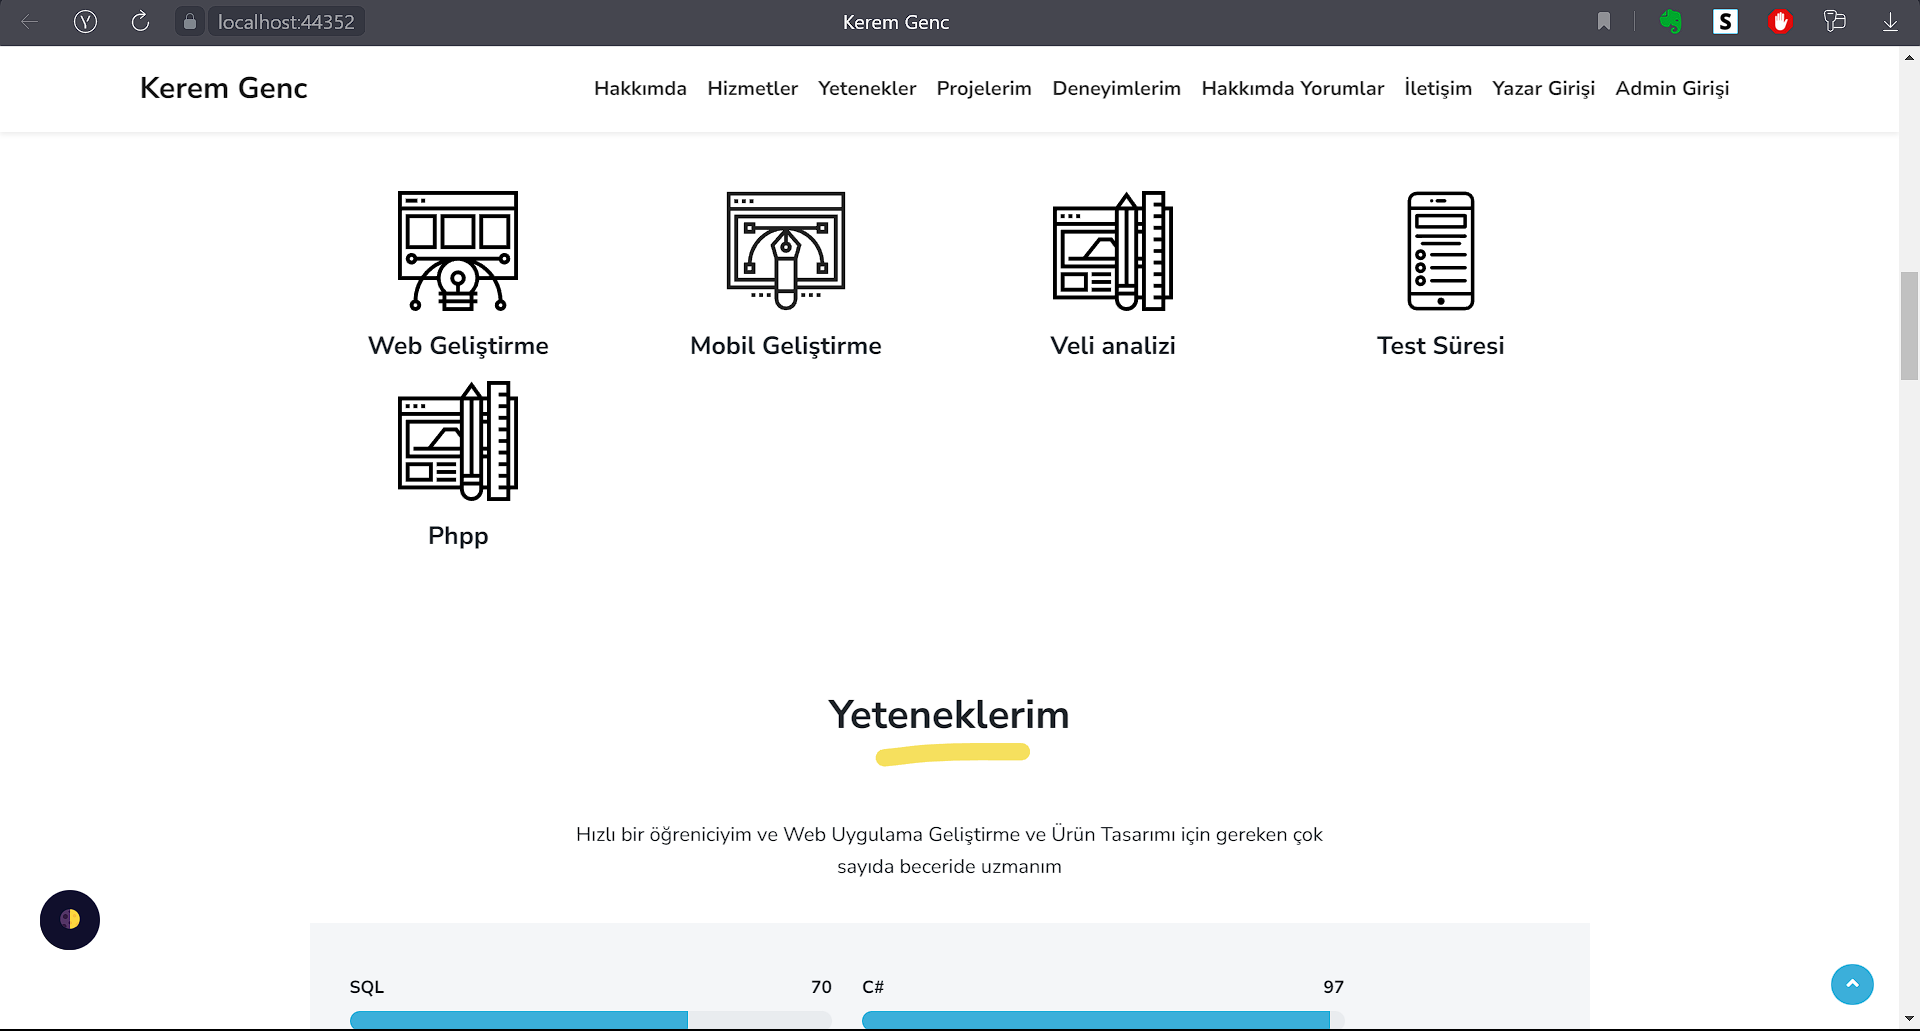 localhost:44352
Kerem Genc
S
Kerem Genc
Hakkımda Hizmetler Yetenekler Projelerim Deneyimlerim Hakkımda Yorumlar İletişim Yazar Girişi Admin Girişi
Web Geliştirme
Mobil Geliştirme
Veli analizi
Test Süresi
Phpp
Yeteneklerim
Hızlı bir öğreniciyim ve Web Uygulama Geliştirme ve Ürün Tasarımı için gereken çok
sayıda beceride uzmanım
SQL 70
C# 97